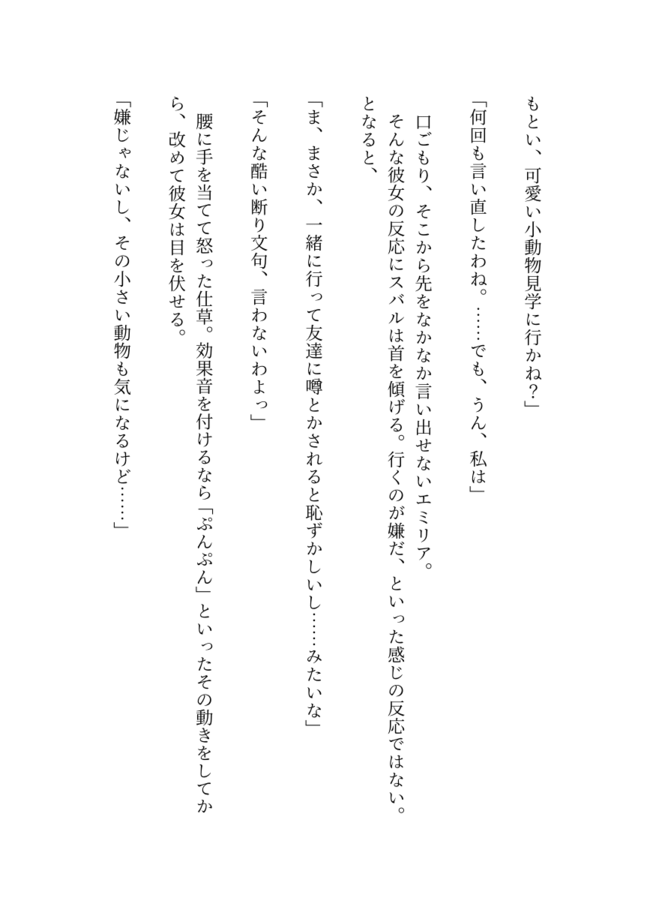 もとい、可愛い小動物見学に行かね？」
「何回も言い直したわね。……でも、うん、私は」
　口ごもり、そこから先をなかなか言い出せないエミリア。
　そんな彼女の反応にスバルは首を傾げる。行くのが嫌だ、といった感じの反応ではない。
となると、
「ま、まさか、一緒に行って友達に噂とかされると恥ずかしいし……みたいな」
「そんな酷い断り文句、言わないわよっ」
　腰に手を当てて怒った仕草。効果音を付けるなら「ぷんぷん」といったその動きをしてか
ら、改めて彼女は目を伏せる。
「嫌じゃないし、その小さい動物も気になるけど……」